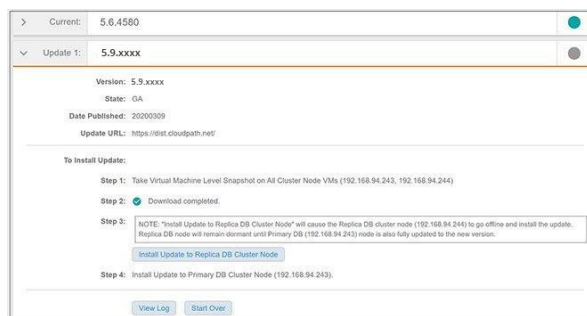 Current: 5.6.4580
Update 1: 5.9.xxxx
Version: 5.9.xxxx
State: GA
Date Published: 20200309
Update URL: https://dist.cloudpath.net/
To Install Update:
Step 1: Take Virtual Machine Level Snapshot on All Cluster Node VMs (192.168.94.243, 192.168.94.244)
Step 2: Download completed.
Step 3: NOTE: "Install Update to Replica DB Cluster Node" will cause the Replica DB cluster node (192.168.94.244) to go offline and install the update.
Replica DB node will remain dormant until Primary DB (192.168.94.243) node is also fully updated to the new version.
Install Update to Replica DB Cluster Node
Step 4: Install Update to Primary DB Cluster Node (192.168.94.243).
View Log Start Over